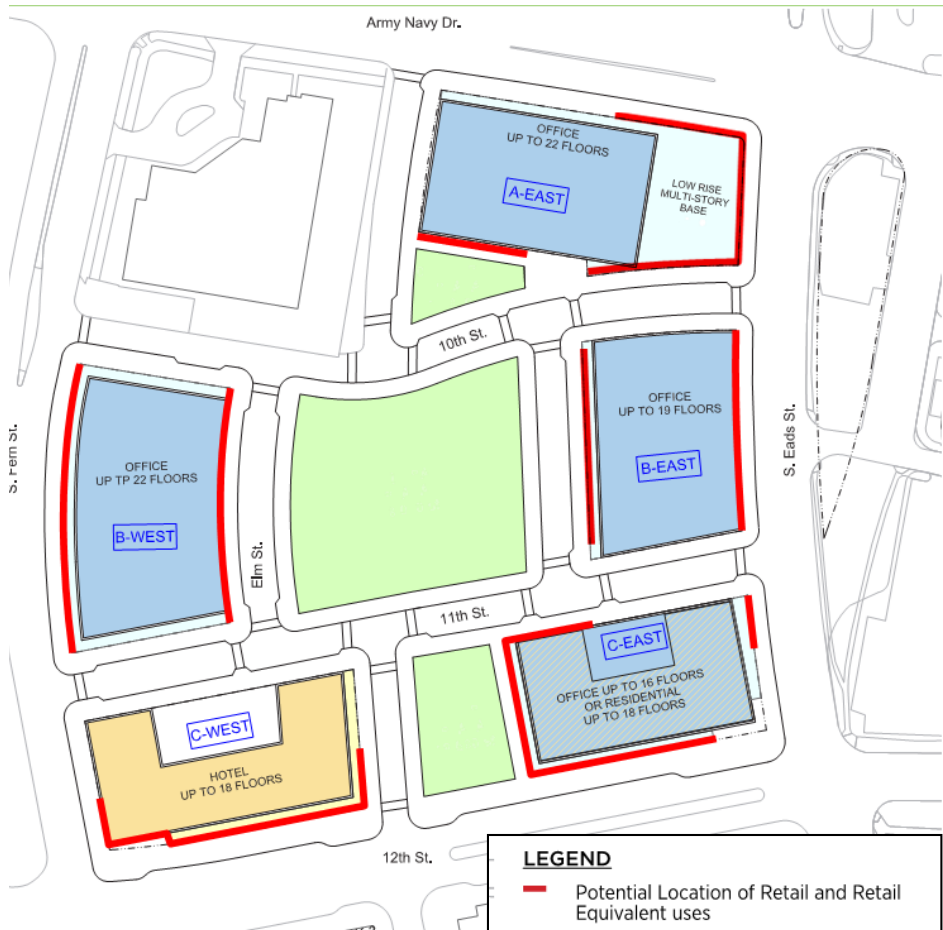 Army Navy Dr.
OFFICE
UP TO 22 FLOORS
A-EAST
LOW RISE
MULTI-STORY
BASE
10th St.
S. Fern St.
OFFICE
UP TP 22 FLOORS
B-WEST
Elm St.
OFFICE
UP TO 19 FLOORS
B-EAST
S. Eads St.
11th St.
C-EAST
OFFICE UP TO 16 FLOORS
OR RESIDENTIAL
UP TO 18 FLOORS
C-WEST
HOTEL
UP TO 18 FLOORS
12th St.
LEGEND
Potential Location of Retail and Retail
Equivalent uses